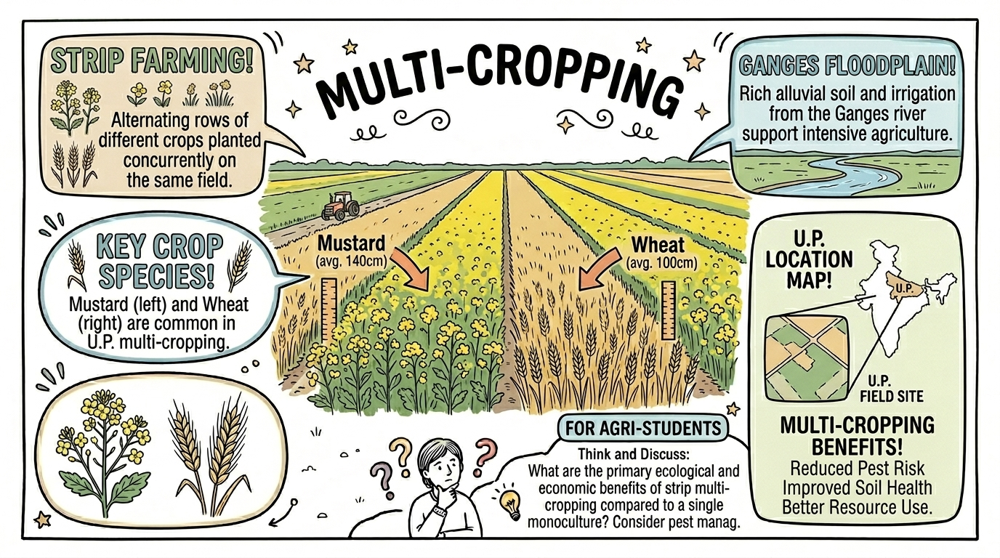 MULTI-CROPPING
STRIP FARMING!
Alternating rows of
different crops planted
concurrently on
the same field.
GANGES FLOODPLAIN!
Rich alluvial soil and irrigation
from the Ganges river
support intensive agriculture.
KEY CROP
SPECIES!
Mustard (left) and Wheat
(right) are common in
U.P. multi-cropping.
Mustard
(avg. 140cm)
Wheat
(avg. 100cm)
U.P.
LOCATION
MAP!
U.P.
U.P.
FIELD SITE
MULTI-CROPPING
BENEFITS!
Reduced Pest Risk
Improved Soil Health
Better Resource Use.
FOR AGRI-STUDENTS
Think and Discuss:
What are the primary ecological and
economic benefits of strip multi-
cropping compared to a single
monoculture? Consider pest manag.
? ? ?